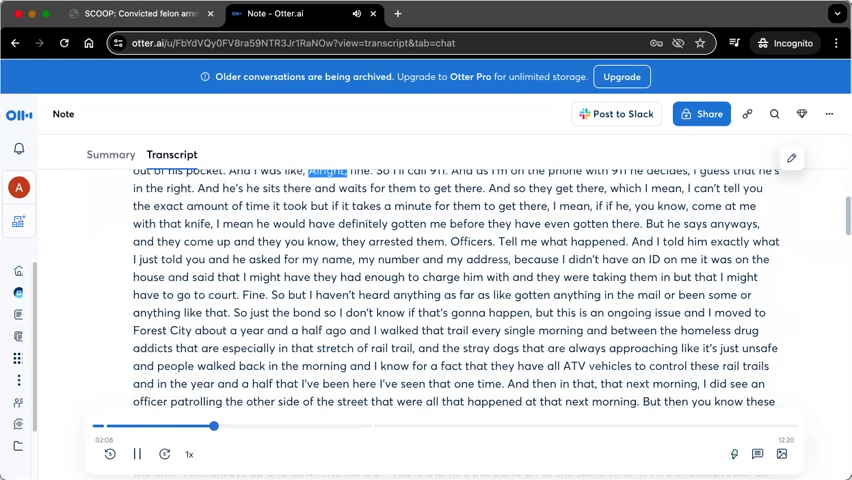 SCOOP: Convicted felon arre
Note - Otter.ai
otter.ai/u/FbYdVQy0FV8ra59NTR3Jr1RaNOw?view=transcript&tab=chat
Incognito
Older conversations are being archived. Upgrade to Otter Pro for unlimited storage.
Upgrade
Note
Post to Slack
Share
A
Summary
Transcript
out of his pocket. And I was like, Alright, fine. So I'll call 911. And as I'm on the phone with 911 he decides, I guess that he's
in the right. And he's he sits there and waits for them to get there. And so they get there, which I mean, I can't tell you
the exact amount of time it took but if it takes a minute for them to get there, I mean, if if he, you know, come at me
with that knife, I mean he would have definitely gotten me before they have even gotten there. But he says anyways,
and they come up and they you know, they arrested them. Officers. Tell me what happened. And I told him exactly what
I just told you and he asked for my name, my number and my address, because I didn't have an ID on me it was on the
house and said that I might have they had enough to charge him with and they were taking them in but that I might
have to go to court. Fine. So but I haven't heard anything as far as like gotten anything in the mail or been some or
anything like that. So just the bond so I don't know if that's gonna happen, but this is an ongoing issue and I moved to
Forest City about a year and a half ago and I walked that trail every single morning and between the homeless drug
addicts that are especially in that stretch of rail trail, and the stray dogs that are always approaching like it's just unsafe
and people walked back in the morning and I know for a fact that they have all ATV vehicles to control these rail trails
and in the year and a half that I've been here I've seen that one time. And then in that, that next morning, I did see an
officer patrolling the other side of the street that were all that happened at that next morning. But then you know these
02:08
12:20
1x